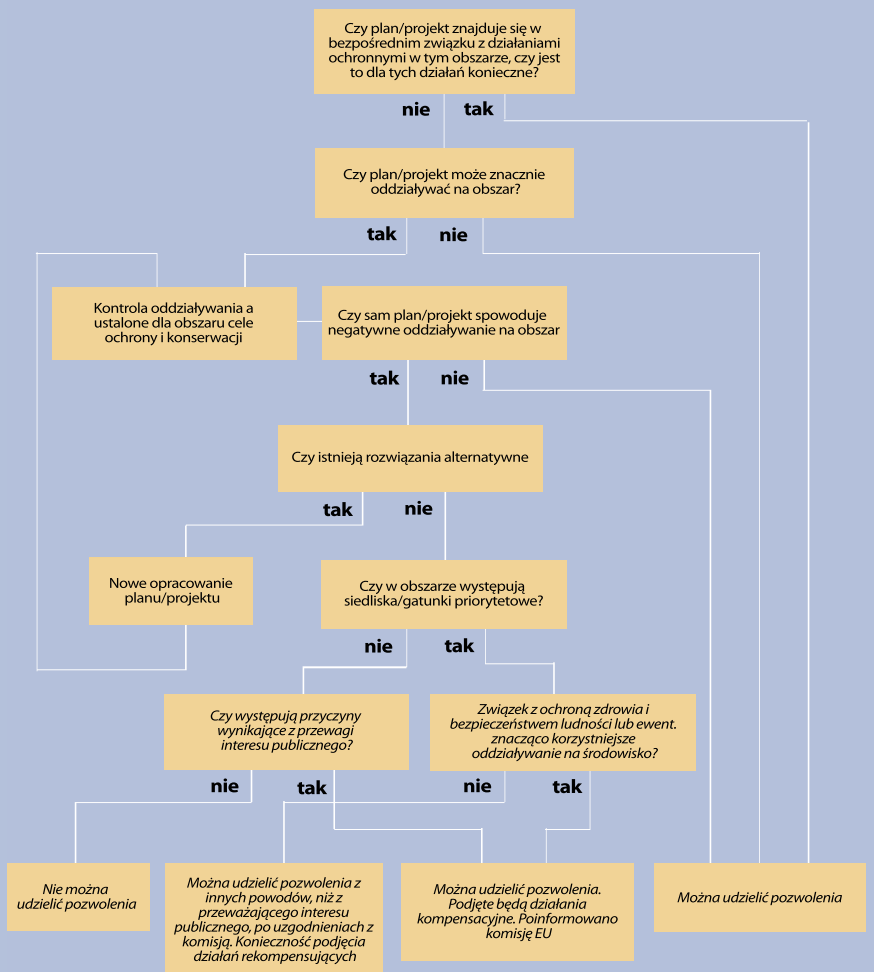 Czy plan/projekt znajduje się w
bezpośrednim związku z działaniami
ochronnymi w tym obszarze, czy jest
to dla tych działań konieczne?
nie tak
Czy plan/projekt może znacznie
oddziaływać na obszar?
tak nie
Kontrola oddziaływania a
ustalone dla obszaru cele
ochrony i konserwacji
Czy sam plan/projekt spowoduje
negatywne oddziaływanie na obszar
tak nie
Czy istnieją rozwiązania alternatywne
tak nie
Nowe opracowanie
planu/projektu
Czy w obszarze występują
siedliska/gatunki priorytetowe?
nie tak
Czy występują przyczyny
wynikające z przewagi
interesu publicznego?
Związek z ochroną zdrowia i
bezpieczeństwem ludności lub ewent.
znacząco korzystniejsze
oddziaływanie na środowisko?
nie tak nie tak
Nie można
udzielić pozwolenia
Można udzielić pozwolenia z
innych powodów, niż z
przeważającego interesu
publicznego, po uzgodnieniach z
komisją. Konieczność podjęcia
działań rekompensujących
Można udzielić pozwolenia.
Podjęte będą działania
kompensacyjne. Poinformowano
komisję EU
Można udzielić pozwolenia